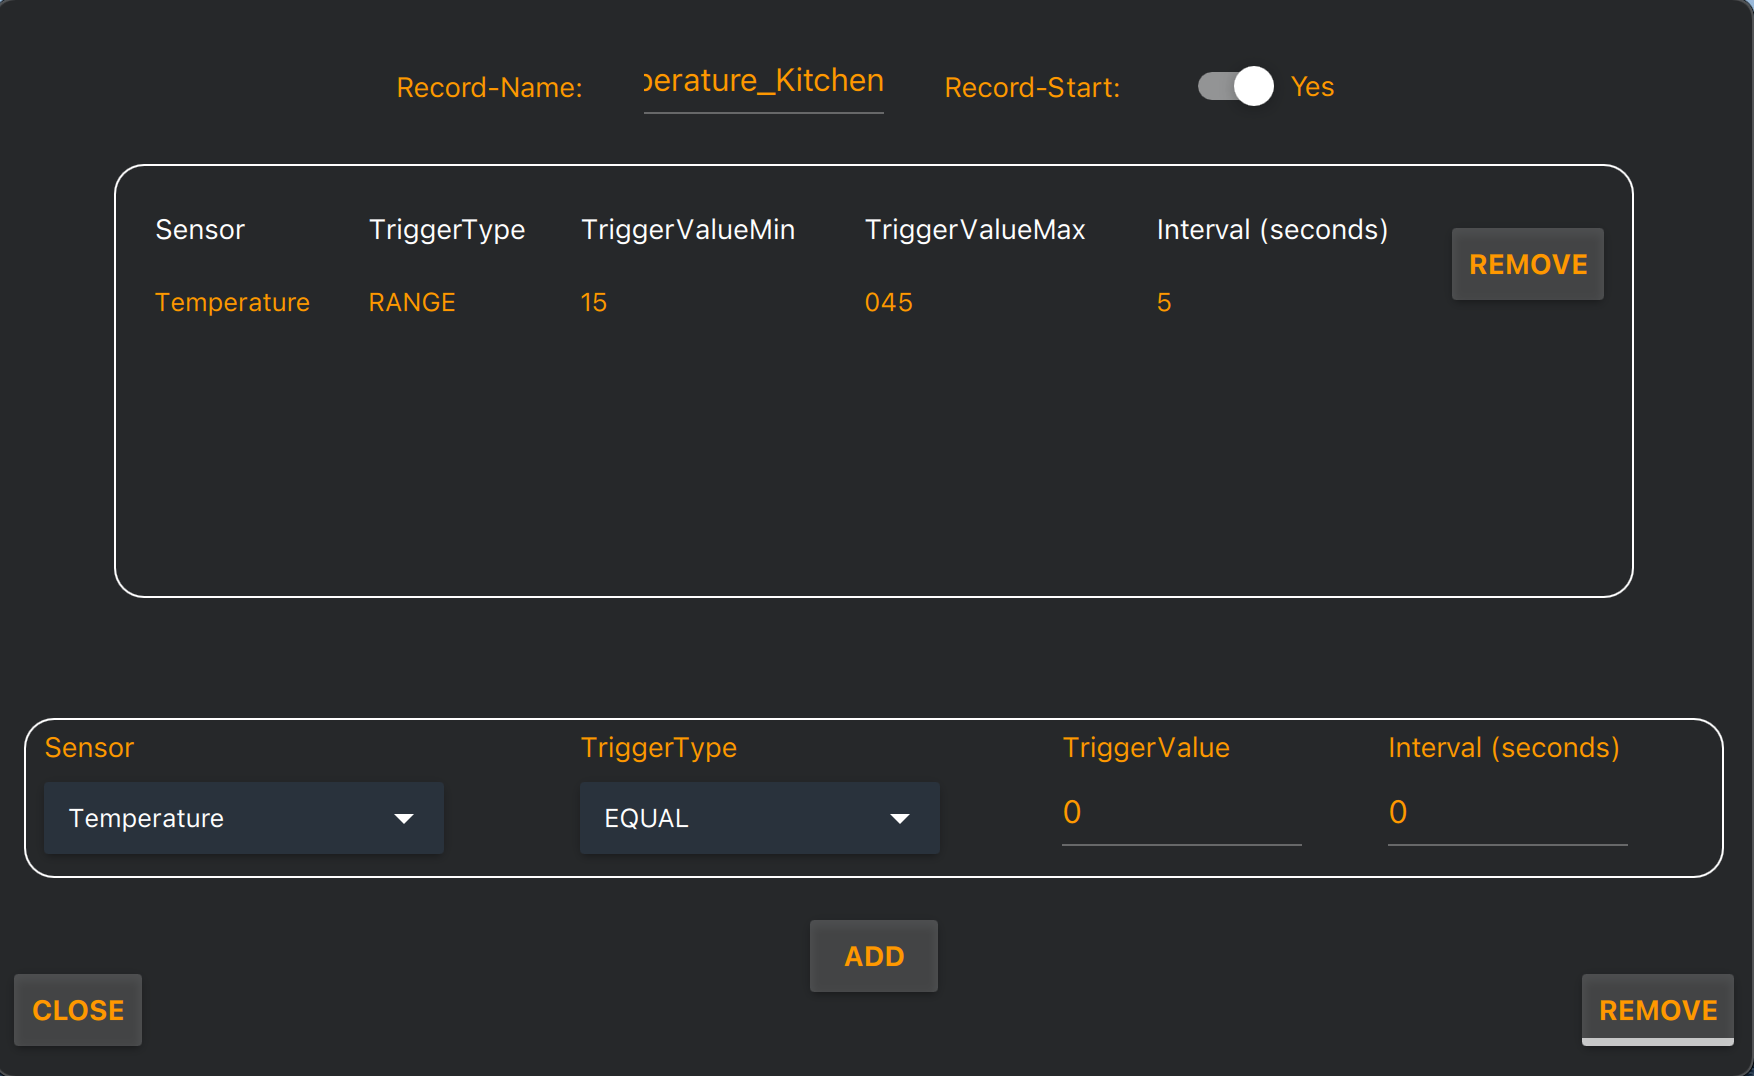 Record-Name: perature_Kitchen Record-Start: Yes
Sensor TriggerType TriggerValueMin TriggerValueMax Interval (seconds)
REMOVE
Temperature RANGE 15 045 5
Sensor TriggerType TriggerValue Interval (seconds)
Temperature EQUAL 0 0
ADD
CLOSE REMOVE